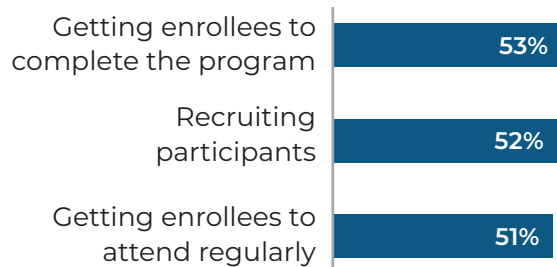 Getting enrollees to
complete the program
53%
Recruiting
participants
52%
Getting enrollees to
attend regularly
51%